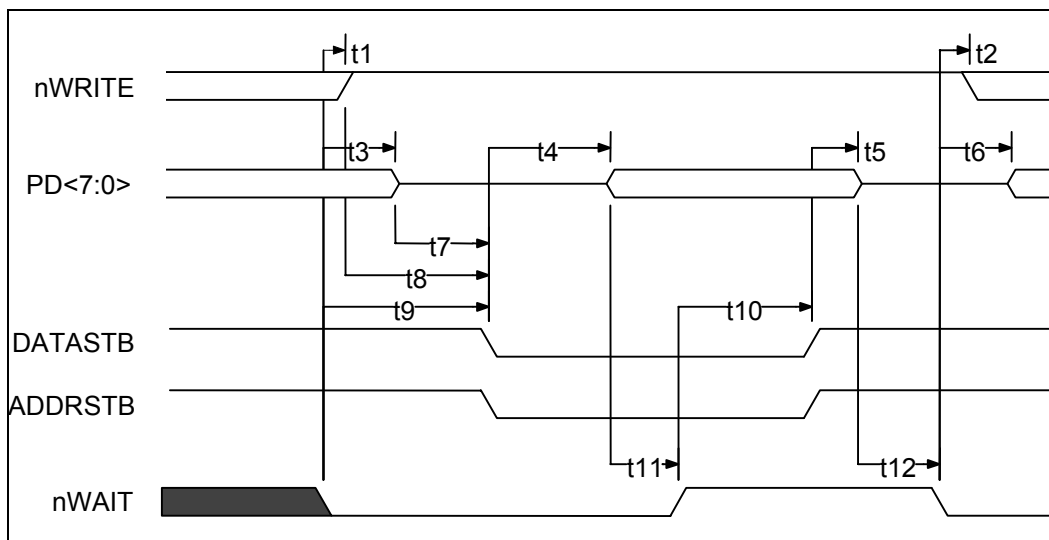 t1
t2
nWRITE
t3
t4
t5
t6
PD<7:0>
t7
t8
t9
t10
DATASTB
ADDRSTB
t11
t12
nWAIT